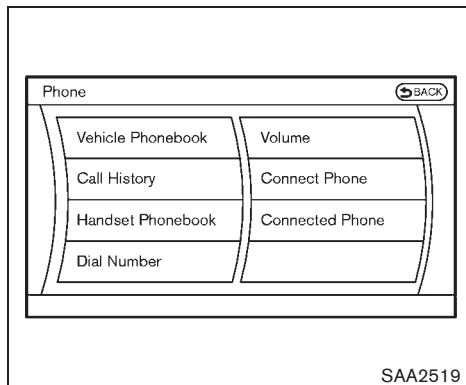 Phone
BACK
Vehicle Phonebook
Volume
Call History
Connect Phone
Handset Phonebook
Connected Phone
Dial Number
SAA2519